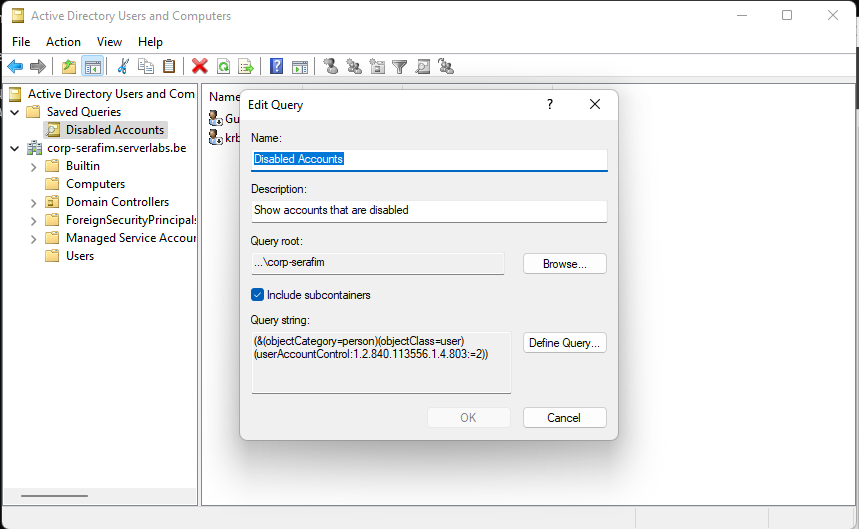 Active Directory Users and Computers
File Action View Help
Active Directory Users and Com
Saved Queries
Disabled Accounts
corp-serafim.serverlabs.be
Builtin
Computers
Domain Controllers
ForeignSecurityPrincipals
Managed Service Accour
Users
Name
Gu
krb
Edit Query
?
Name:
Disabled Accounts
Description:
Show accounts that are disabled
Query root:
...\corp-serafim
Browse...
Include subcontainers
Query string:
(&(objectCategory=person)(objectClass=user)
(userAccountControl:1.2.840.113556.1.4.803:=2))
Define Query...
OK
Cancel